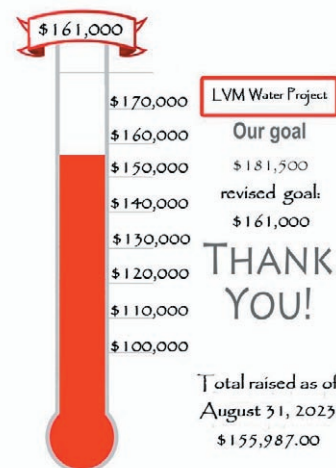 $161,000
$170,000
$160,000
$150,000
$140,000
$130,000
$120,000
$110,000
$100,000
LVM Water Project
Our goal
$181,500
revised goal:
$161,000
THANK
YOU!
Total raised as of
August 31, 2023
$155,987.00